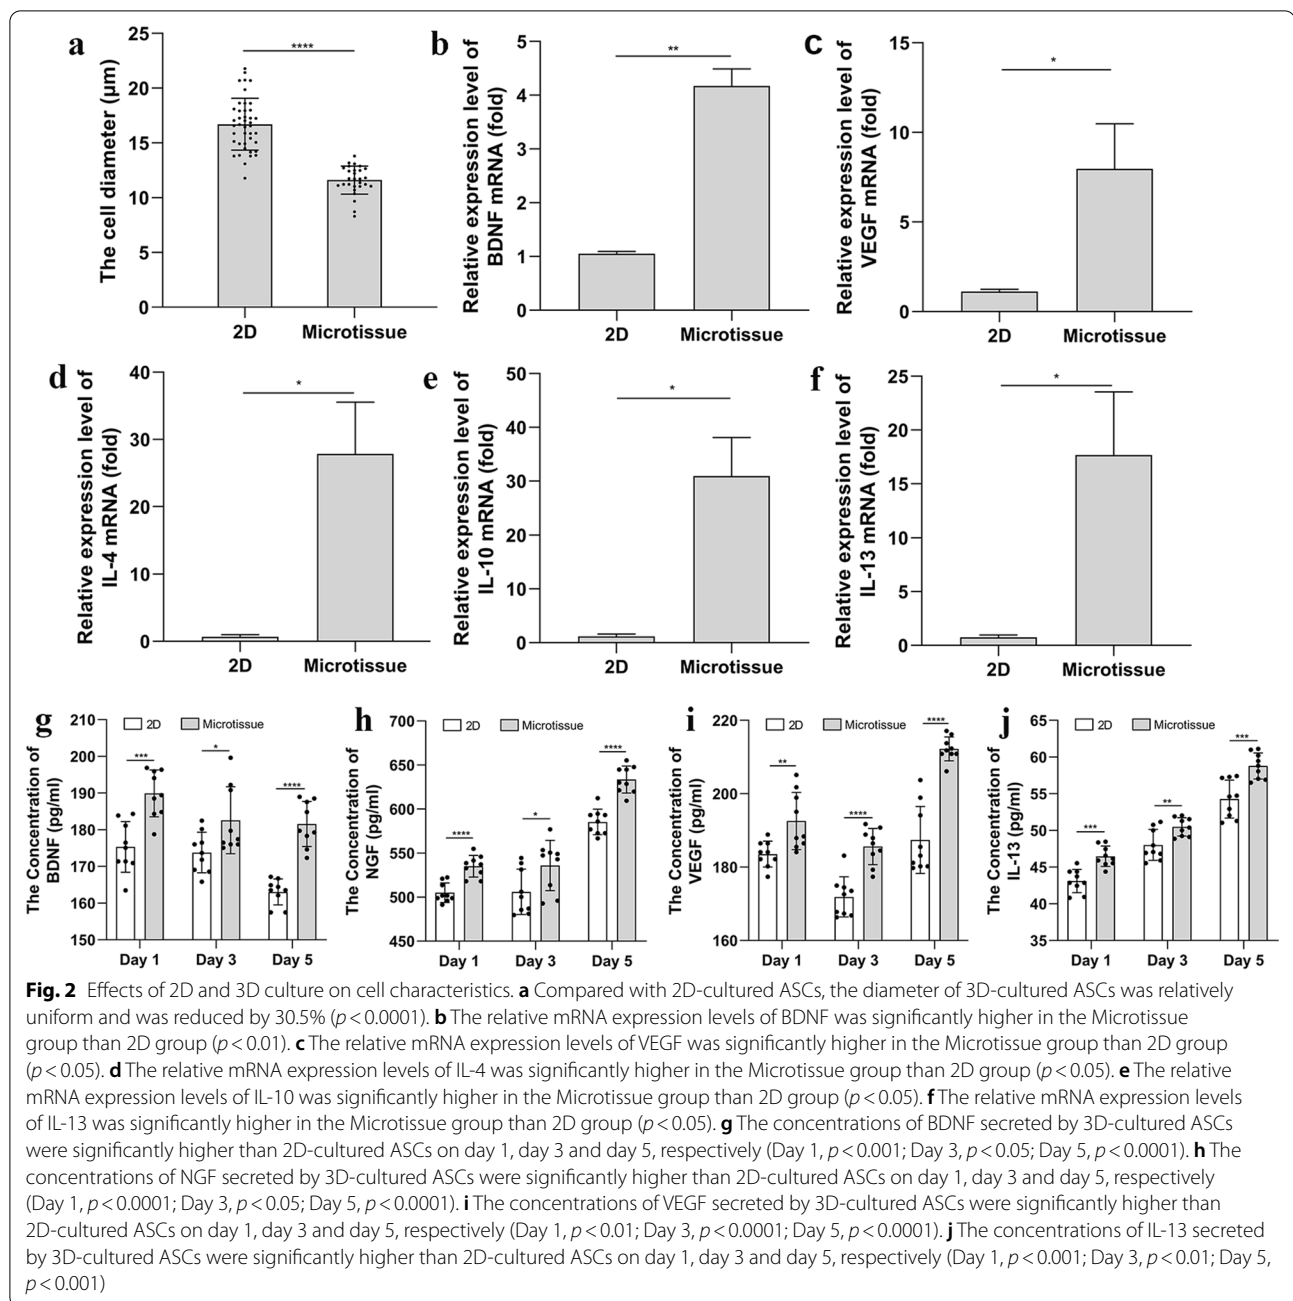 a
The cell diameter (μm)
25
20
15
10
5
0
****
2D
Microtissue
b
Relative expression level of
BDNF mRNA (fold)
5
4
3
2
1
0
**
2D
Microtissue
c
Relative expression level of
VEGF mRNA (fold)
15
10
5
0
*
2D
Microtissue
d
Relative expression level of
IL-4 mRNA (fold)
40
30
20
10
0
*
2D
Microtissue
e
Relative expression level of
IL-10 mRNA (fold)
50
40
30
20
10
0
*
2D
Microtissue
f
Relative expression level of
IL-13 mRNA (fold)
25
20
15
10
5
0
*
2D
Microtissue
g
The Concentration of
BDNF (pg/ml)
210
200
190
180
170
160
150
2D
Microtissue
***
*
****
Day 1
Day 3
Day 5
h
The Concentration of
NGF (pg/ml)
700
650
600
550
500
450
2D
Microtissue
****
*
****
Day 1
Day 3
Day 5
i
The Concentration of
VEGF (pg/ml)
220
200
180
160
2D
Microtissue
**
****
****
Day 1
Day 3
Day 5
j
The Concentration of
IL-13 (pg/ml)
65
60
55
50
45
40
35
2D
Microtissue
***
**
***
Day 1
Day 3
Day 5
Fig. 2 Effects of 2D and 3D culture on cell characteristics. a Compared with 2D-cultured ASCs, the diameter of 3D-cultured ASCs was relatively
uniform and was reduced by 30.5% (p < 0.0001). b The relative mRNA expression levels of BDNF was significantly higher in the Microtissue
group than 2D group (p < 0.01). c The relative mRNA expression levels of VEGF was significantly higher in the Microtissue group than 2D group
(p < 0.05). d The relative mRNA expression levels of IL-4 was significantly higher in the Microtissue group than 2D group (p < 0.05). e The relative
mRNA expression levels of IL-10 was significantly higher in the Microtissue group than 2D group (p < 0.05). f The relative mRNA expression levels
of IL-13 was significantly higher in the Microtissue group than 2D group (p < 0.05). g The concentrations of BDNF secreted by 3D-cultured ASCs
were significantly higher than 2D-cultured ASCs on day 1, day 3 and day 5, respectively (Day 1, p < 0.001; Day 3, p < 0.05; Day 5, p < 0.0001). h The
concentrations of NGF secreted by 3D-cultured ASCs were significantly higher than 2D-cultured ASCs on day 1, day 3 and day 5, respectively
(Day 1, p < 0.0001; Day 3, p < 0.05; Day 5, p < 0.0001). i The concentrations of VEGF secreted by 3D-cultured ASCs were significantly higher than
2D-cultured ASCs on day 1, day 3 and day 5, respectively (Day 1, p < 0.01; Day 3, p < 0.0001; Day 5, p < 0.0001). j The concentrations of IL-13 secreted
by 3D-cultured ASCs were significantly higher than 2D-cultured ASCs on day 1, day 3 and day 5, respectively (Day 1, p < 0.001; Day 3, p < 0.01; Day 5,
p < 0.001)